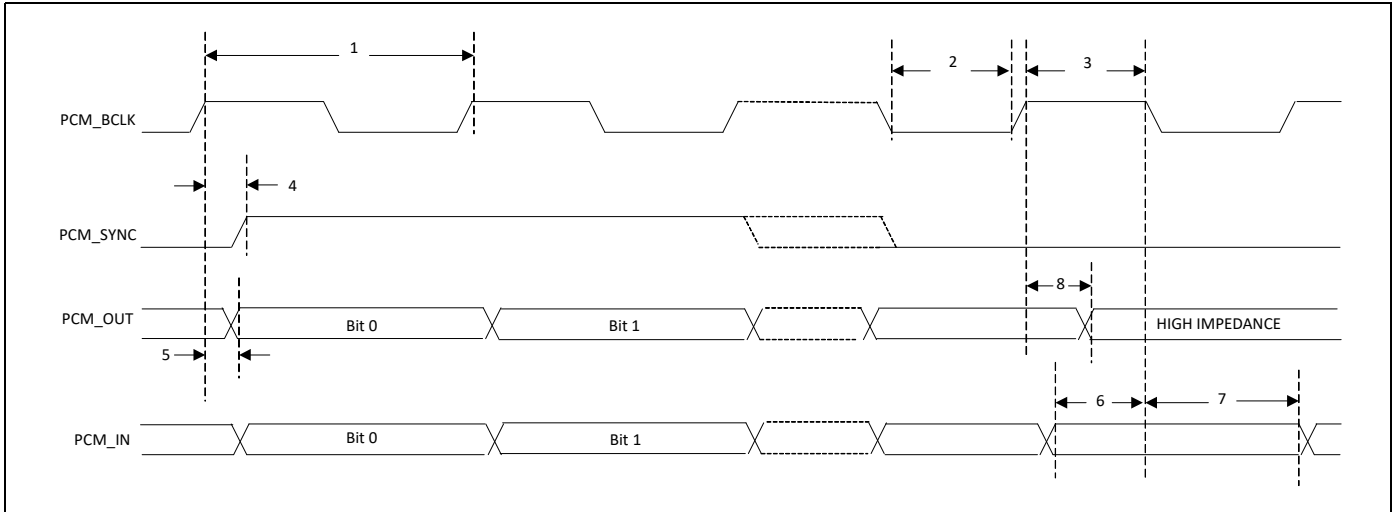 1
2
3
PCM_BCLK
4
PCM_SYNC
8
PCM_OUT
Bit 0
Bit 1
HIGH IMPEDANCE
5
6
7
PCM_IN
Bit 0
Bit 1